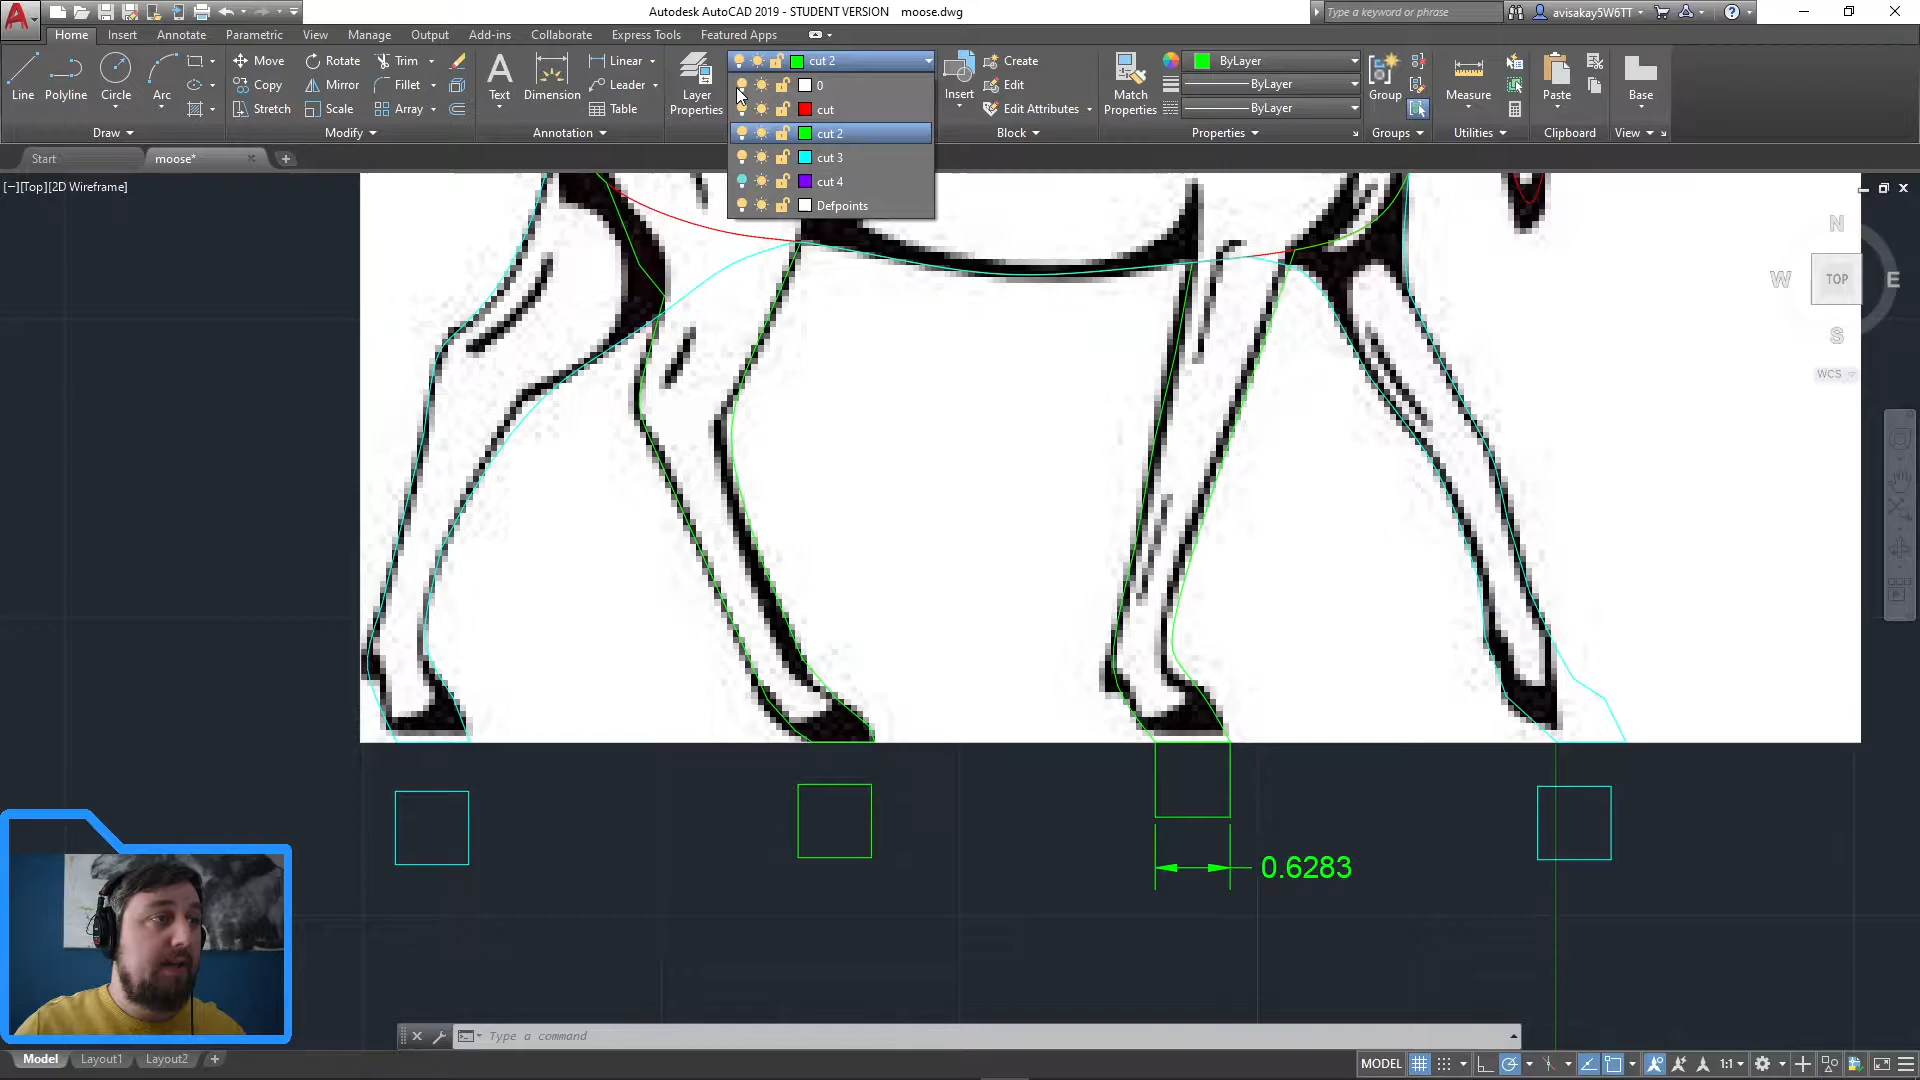 Autodesk AutoCAD 2019 - STUDENT VERSION moose.dwg
Type a keyword or phrase
avisakay5W6TT
Home Insert Annotate Parametric View Manage Output Add-ins Collaborate Express Tools Featured Apps
Line
Polyline
Circle
Arc
Move
Rotate
Trim
Copy
Mirror
Fillet
Stretch
Scale
Array
Text
Dimension
Linear
Leader
Table
Layer
Properties
cut 2
0
cut
cut 2
cut 3
cut 4
Defpoints
Insert
Create
Edit
Edit Attributes
Match
Properties
ByLayer
ByLayer
ByLayer
Group
Measure
Paste
Base
Draw
Modify
Annotation
Block
Properties
Groups
Utilities
Clipboard
View
Start
moose*
[−][Top][2D Wireframe]
N
W
TOP
E
S
WCS
0.6283
Type a command
Model
Layout1
Layout2
MODEL
1:1